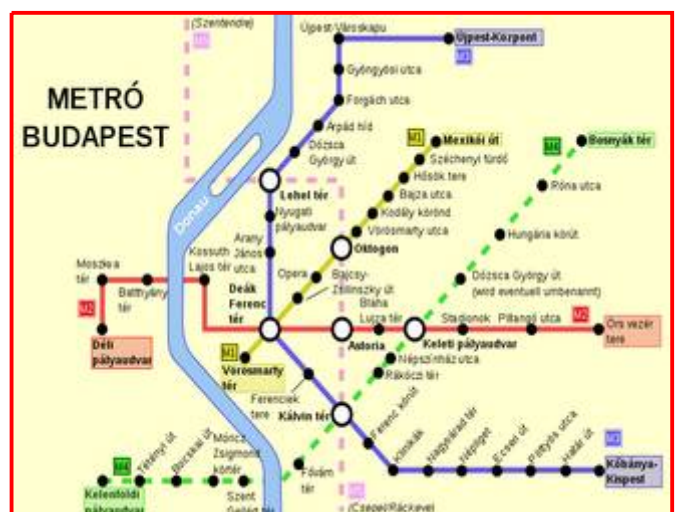 (Szentendre)
M5
Újpest-Városkapu
Újpest-Központ
M3
Gyöngyösi utca
METRÓ
BUDAPEST
Forgách utca
Árpád híd
Dózsa
György út
M1
Mexikói út
Széchenyi fürdő
Hősök tere
Bajza utca
Kodály körönd
Vörösmarty utca
M4
Bosnyák tér
Róna utca
Hungária körút
Dózsa György út
(wird eventuell umbenannt)
Donau
Lehel tér
Nyugati
pályaudvar
Arany
János
utca
Oktogon
Opera
Bajcsy-
Zsilinszky út
Moszkva
tér
Batthyány
tér
Kossuth
Lajos tér
Deák
Ferenc
tér
M2
Déli
pályaudvar
Blaha
Lujza tér
Astoria
Keleti pályaudvar
Stadionok
Pillangó utca
M2
Örs vezér
tere
M1
Vörösmarty
tér
Népszínház utca
Rákóczi tér
Ferenciek
tere
Kálvin tér
Ferenc körút
Klinikák
Nagyvárad tér
Népliget
Ecseri út
Pöttyös utca
Határ út
M3
Kőbánya-
Kispest
M4
Kelenföldi
pályaudvar
Tétényi út
Bocskai út
Móricz
Zsigmond
körtér
Szent
Gellért tér
Fővám
tér
M5
(Csepel/Ráckeve)